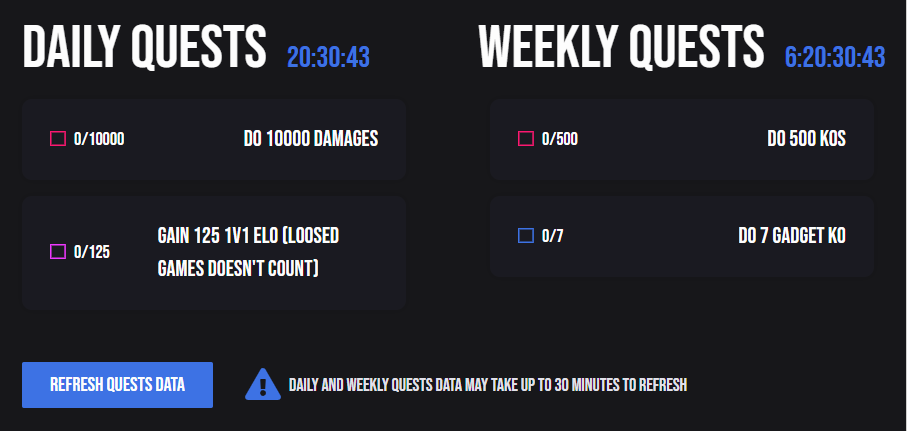 DAILY QUESTS 20:30:43
0/10000 DO 10000 DAMAGES
0/125 GAIN 125 1V1 ELO (LOOSED
GAMES DOESN'T COUNT)
WEEKLY QUESTS 6:20:30:43
0/500 DO 500 KOS
0/7 DO 7 GADGET KO
REFRESH QUESTS DATA
DAILY AND WEEKLY QUESTS DATA MAY TAKE UP TO 30 MINUTES TO REFRESH